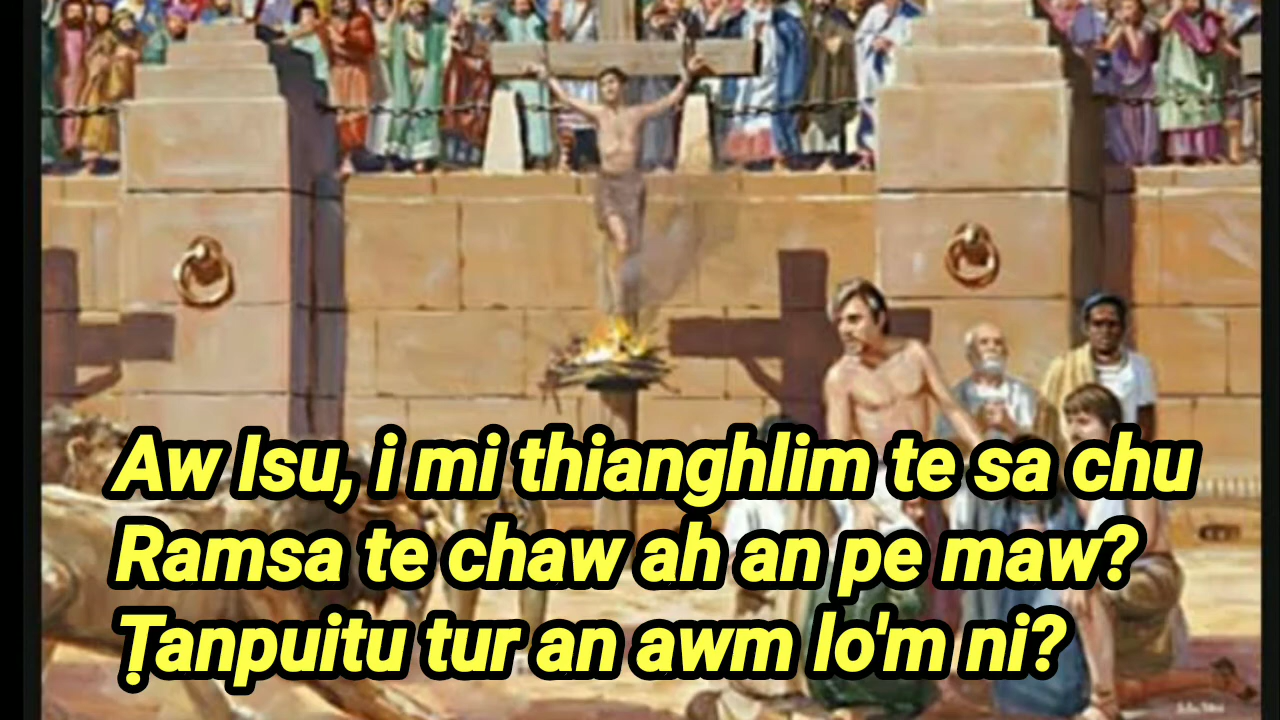 Aw Isu, i mi thianghlim te sa chu
Ramsa te chaw ah an pe maw?
Ṭanpuitu tur an awm lo'm ni?